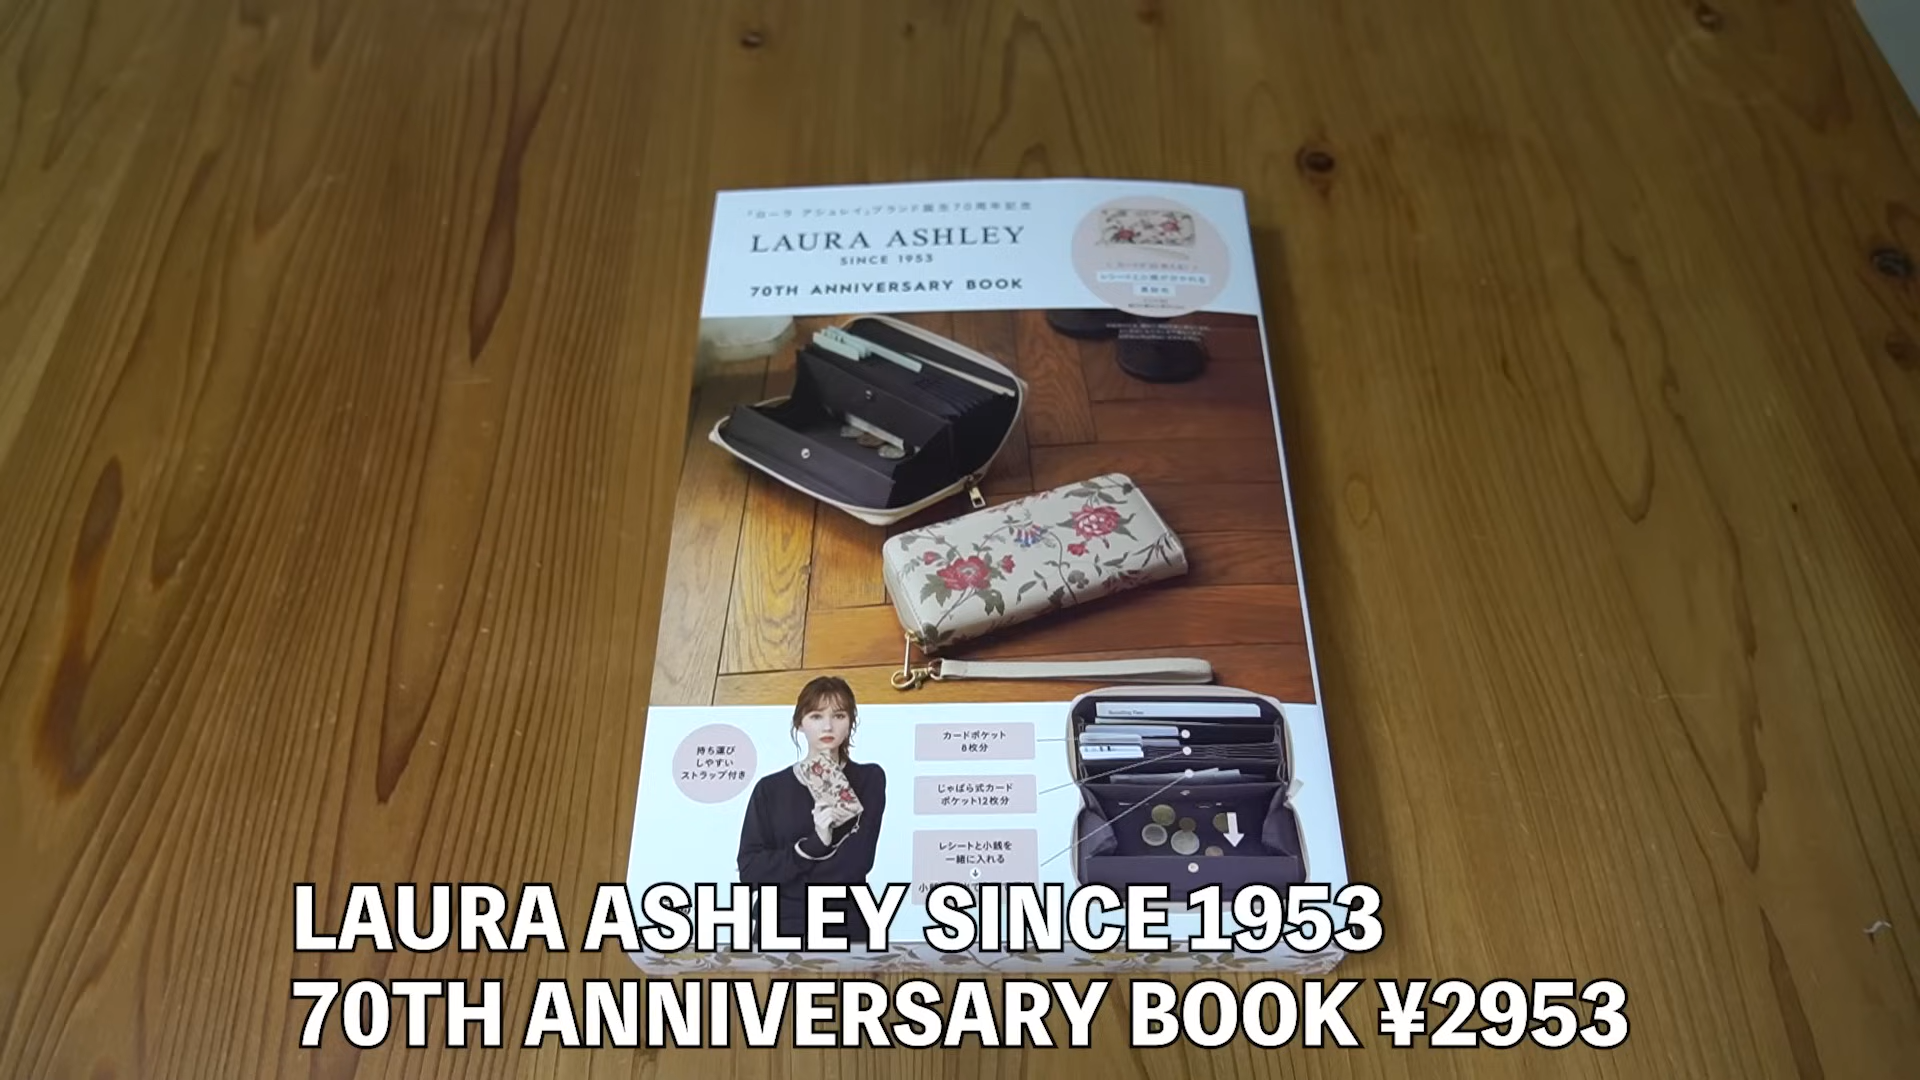 「ローラ アシュレイ」ブランド誕生70周年記念
LAURA ASHLEY
SINCE 1953
70TH ANNIVERSARY BOOK
持ち運び
しやすい
ストラップ付き
カードポケット
8枚分
じゃばら式カード
ポケット12枚分
レシートと小銭を
一緒に入れる
LAURA ASHLEY SINCE 1953
70TH ANNIVERSARY BOOK ¥2953